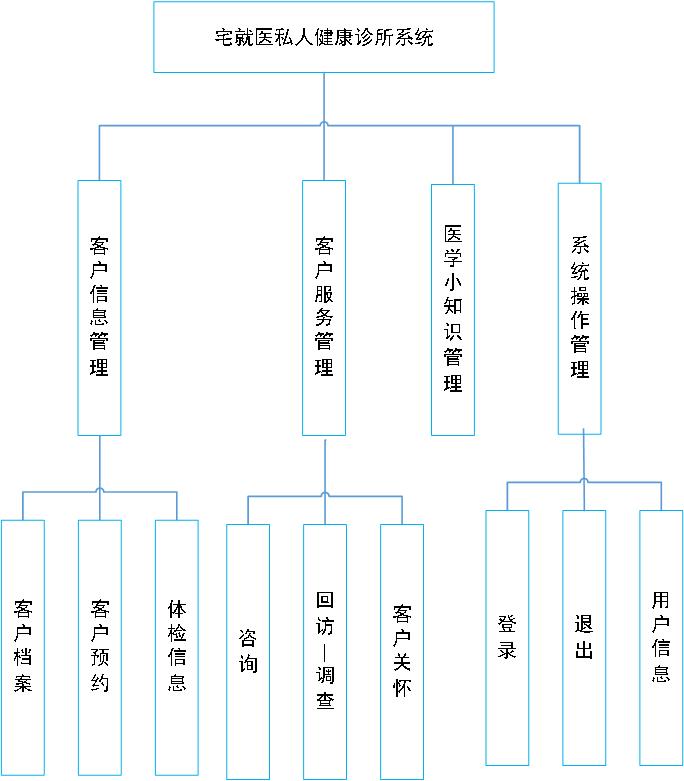 宅就医私人健康诊所系统
客户信息管理
客户服务管理
医学小知识管理
系统操作管理
客户档案
客户预约
体检信息
咨询
回访—调查
客户关怀
登录
退出
用户信息